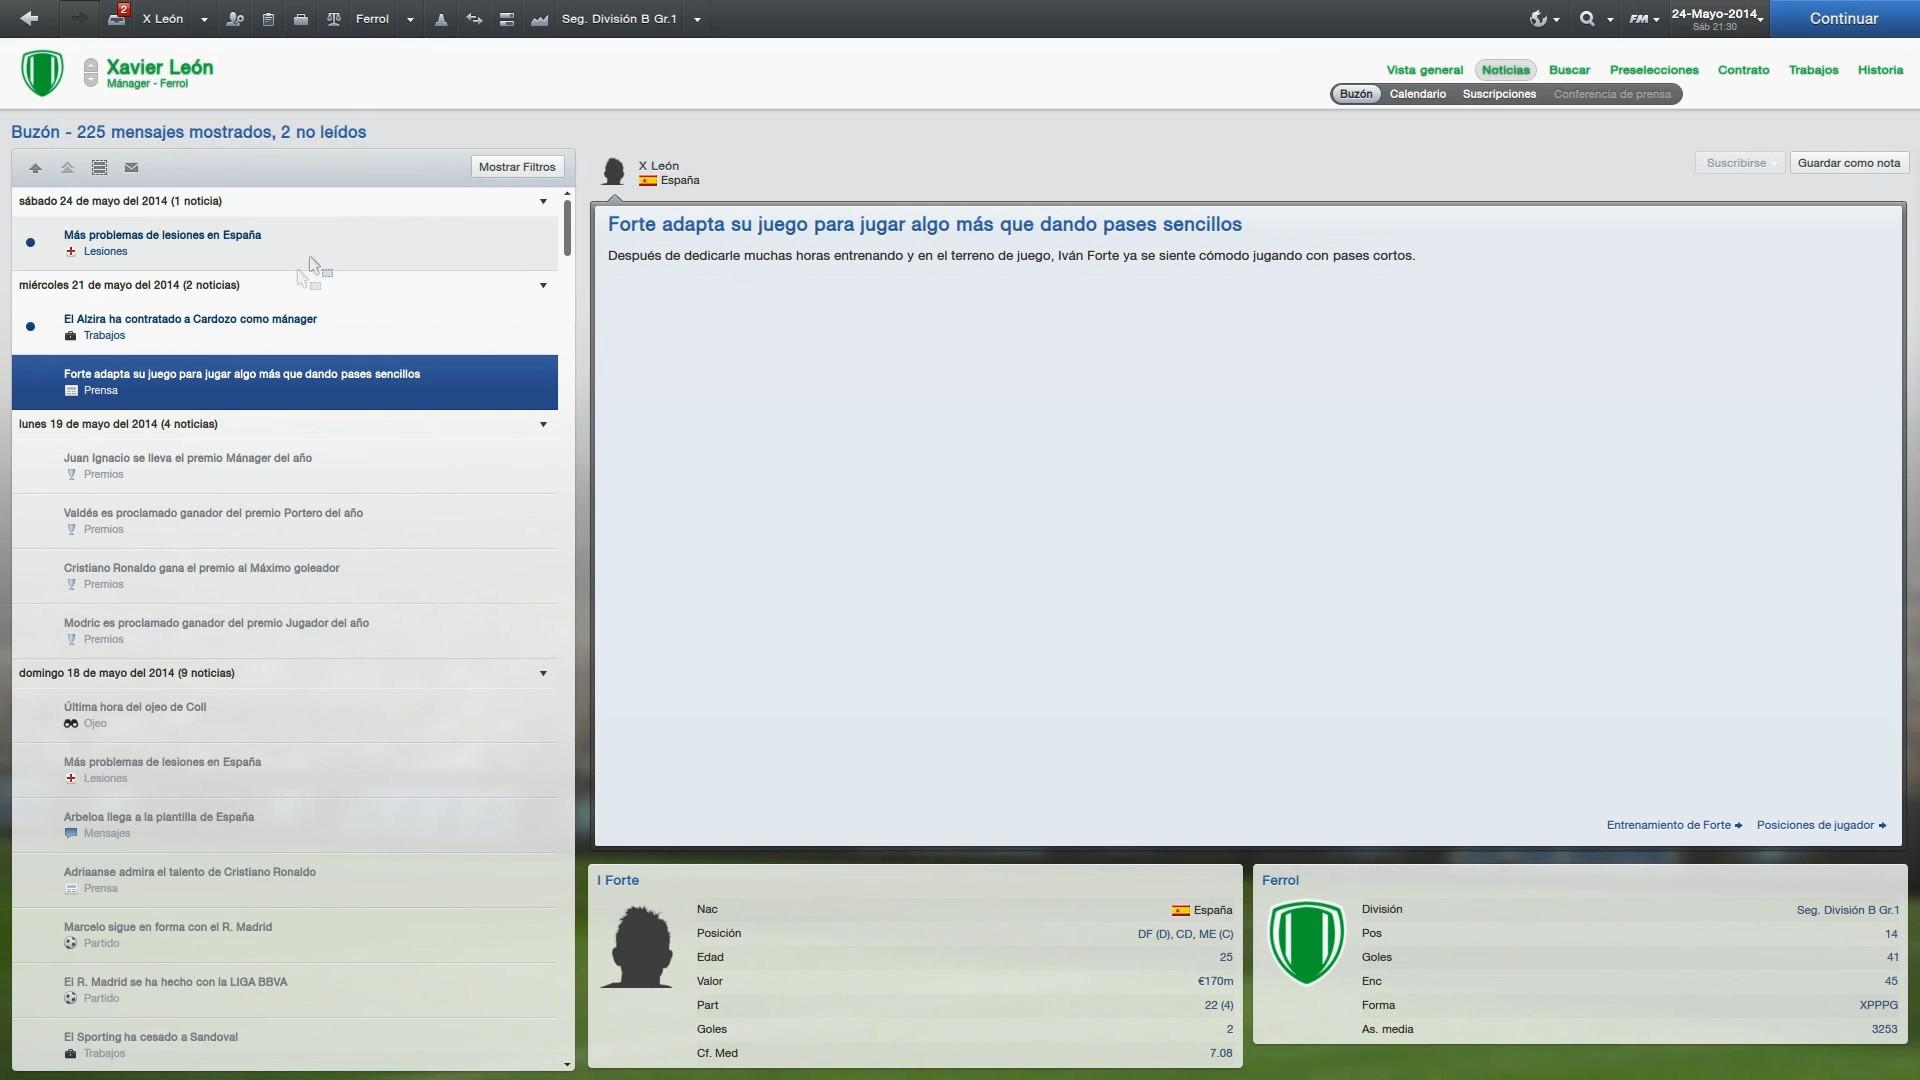 2
X León
Ferrol
Seg. División B Gr.1
FM
24-Mayo-2014
Sáb 21:30
Continuar
Xavier León
Mánager - Ferrol
Vista general
Noticias
Buscar
Preselecciones
Contrato
Trabajos
Historia
Buzón
Calendario
Suscripciones
Conferencia de prensa
Buzón - 225 mensajes mostrados, 2 no leídos
Mostrar Filtros
sábado 24 de mayo del 2014 (1 noticia)
Más problemas de lesiones en España
Lesiones
miércoles 21 de mayo del 2014 (2 noticias)
El Alzira ha contratado a Cardozo como mánager
Trabajos
Forte adapta su juego para jugar algo más que dando pases sencillos
Prensa
lunes 19 de mayo del 2014 (4 noticias)
Juan Ignacio se lleva el premio Mánager del año
Premios
Valdés es proclamado ganador del premio Portero del año
Premios
Cristiano Ronaldo gana el premio al Máximo goleador
Premios
Modric es proclamado ganador del premio Jugador del año
Premios
domingo 18 de mayo del 2014 (9 noticias)
Última hora del ojeo de Coll
Ojeo
Más problemas de lesiones en España
Lesiones
Arbeloa llega a la plantilla de España
Mensajes
Adriaanse admira el talento de Cristiano Ronaldo
Prensa
Marcelo sigue en forma con el R. Madrid
Partido
El R. Madrid se ha hecho con la LIGA BBVA
Partido
El Sporting ha cesado a Sandoval
Trabajos
X León
España
Suscribirse
Guardar como nota
Forte adapta su juego para jugar algo más que dando pases sencillos
Después de dedicarle muchas horas entrenando y en el terreno de juego, Iván Forte ya se siente cómodo jugando con pases cortos.
Entrenamiento de Forte
Posiciones de jugador
I Forte
Nac España
Posición DF (D), CD, ME (C)
Edad 25
Valor €170m
Part 22 (4)
Goles 2
Cf. Med 7.08
Ferrol
División Seg. División B Gr.1
Pos 14
Goles 41
Enc 45
Forma XPPPG
As. media 3253